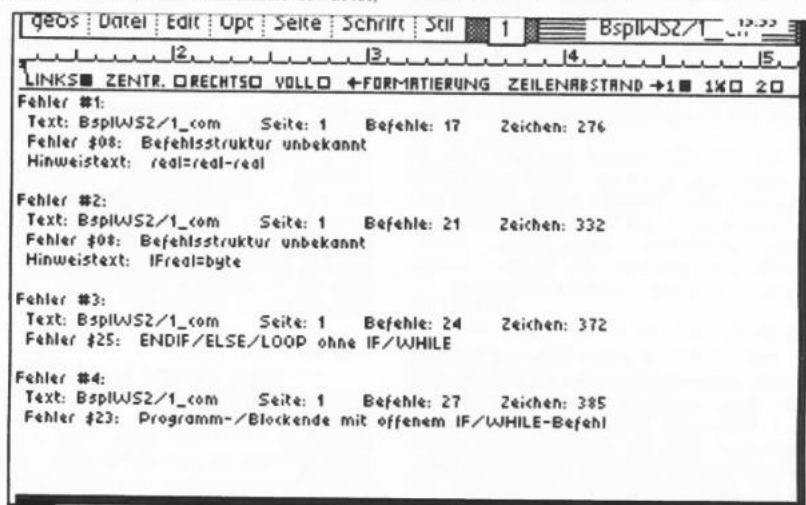 geos Datei Edit Opt Seite Schrift Stil 1
2 3 4 5
LINKS ZENTR. RECHTS VOLL ←FORMATIERUNG ZEILENABSTAND →1 1½ 2
Fehler #1:
Text: BsplWS2/1_com Seite: 1 Befehle: 17 Zeichen: 276
Fehler $08: Befehlsstruktur unbekannt
Hinweistext: real=real-real
Fehler #2:
Text: BsplWS2/1_com Seite: 1 Befehle: 21 Zeichen: 332
Fehler $08: Befehlsstruktur unbekannt
Hinweistext: IFreal=byte
Fehler #3:
Text: BsplWS2/1_com Seite: 1 Befehle: 24 Zeichen: 372
Fehler $25: ENDIF/ELSE/LOOP ohne IF/WHILE
Fehler #4:
Text: BsplWS2/1_com Seite: 1 Befehle: 27 Zeichen: 385
Fehler $23: Programm-/Blockende mit offenem IF/WHILE-Befehl